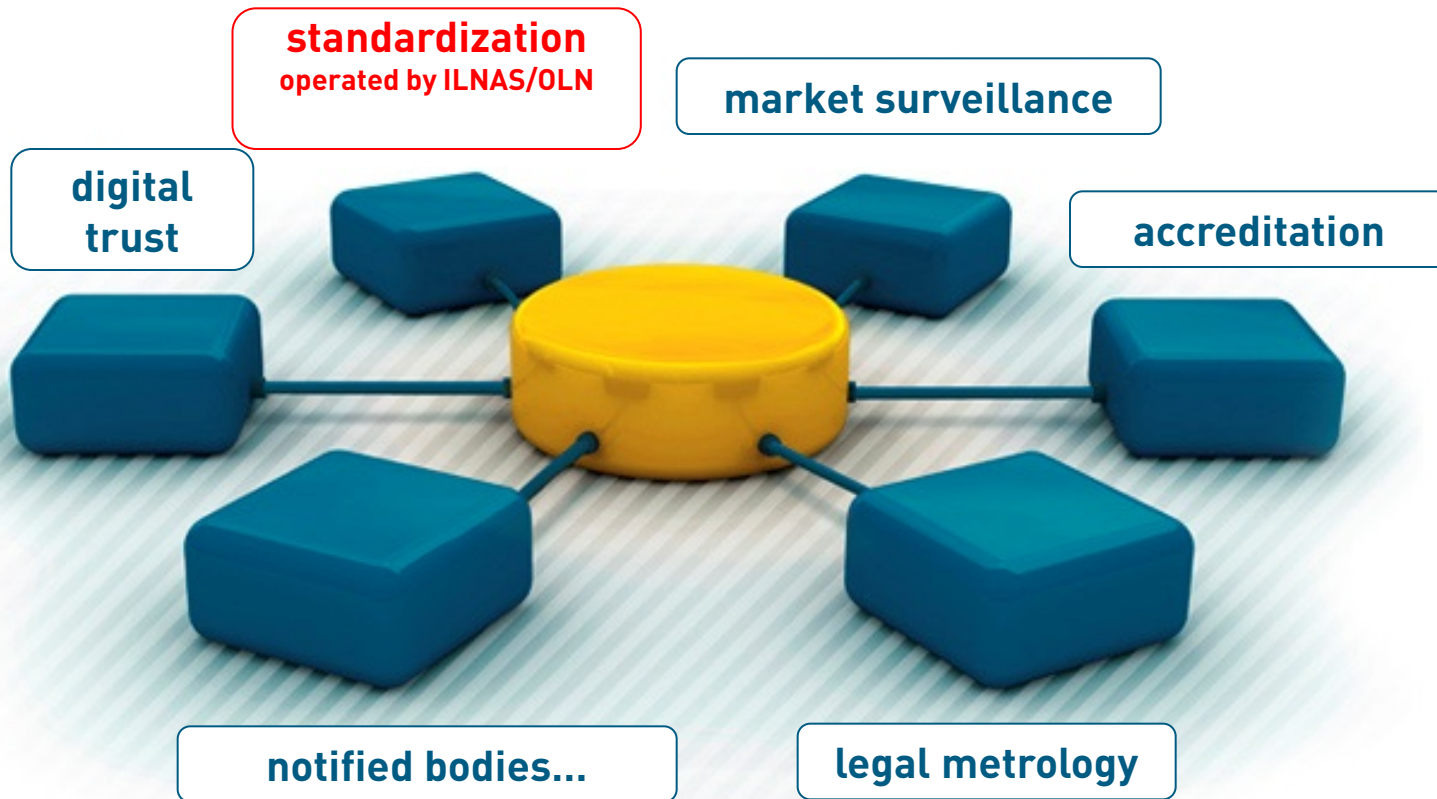 standardization
operated by ILNAS/OLN
market surveillance
digital
trust
accreditation
notified bodies...
legal metrology